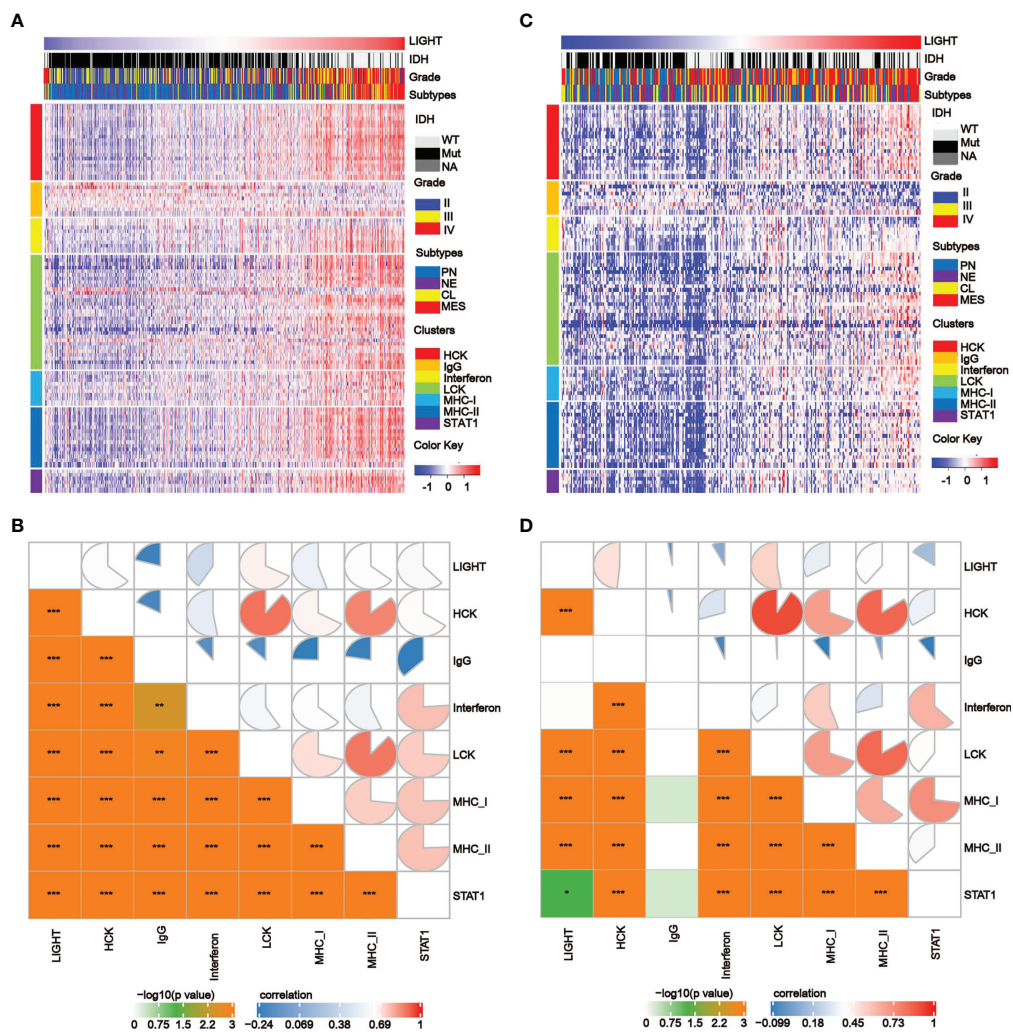 A
LIGHT
IDH
Grade
Subtypes
IDH
WT
Mut
NA
Grade
II
III
IV
Subtypes
PN
NE
CL
MES
Clusters
HCK
IgG
Interferon
LCK
MHC-I
MHC-II
STAT1
Color Key
-1 0 1
C
LIGHT
IDH
Grade
Subtypes
IDH
WT
Mut
NA
Grade
II
III
IV
Subtypes
PN
NE
CL
MES
Clusters
HCK
IgG
Interferon
LCK
MHC-I
MHC-II
STAT1
Color Key
-1 0 1
B
LIGHT
*** HCK
*** *** IgG
*** *** ** Interferon
*** *** ** *** LCK
*** *** *** *** *** MHC_I
*** *** *** *** *** *** MHC_II
*** *** *** *** *** *** *** STAT1
LIGHT HCK IgG Interferon LCK MHC_I MHC_II STAT1
−log10(p value)
0 0.75 1.5 2.2 3
correlation
−0.24 0.069 0.38 0.69 1
D
LIGHT
*** HCK
IgG
*** Interferon
*** *** *** LCK
*** *** *** *** MHC_I
*** *** *** *** *** MHC_II
* *** *** *** *** *** STAT1
LIGHT HCK IgG Interferon LCK MHC_I MHC_II STAT1
−log10(p value)
0 0.75 1.5 2.2 3
correlation
−0.099 0.18 0.45 0.73 1